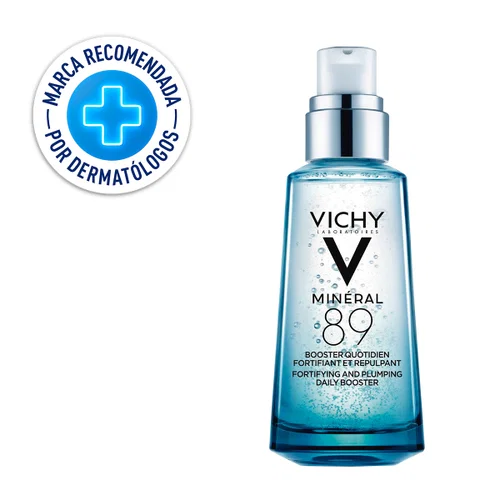 MARCA RECOMENDADA
POR DERMATÓLOGOS
VICHY
LABORATOIRES
MINÉRAL
89
BOOSTER QUOTIDIEN
FORTIFIANT ET REPULPANT
FORTIFYING AND PLUMPING
DAILY BOOSTER